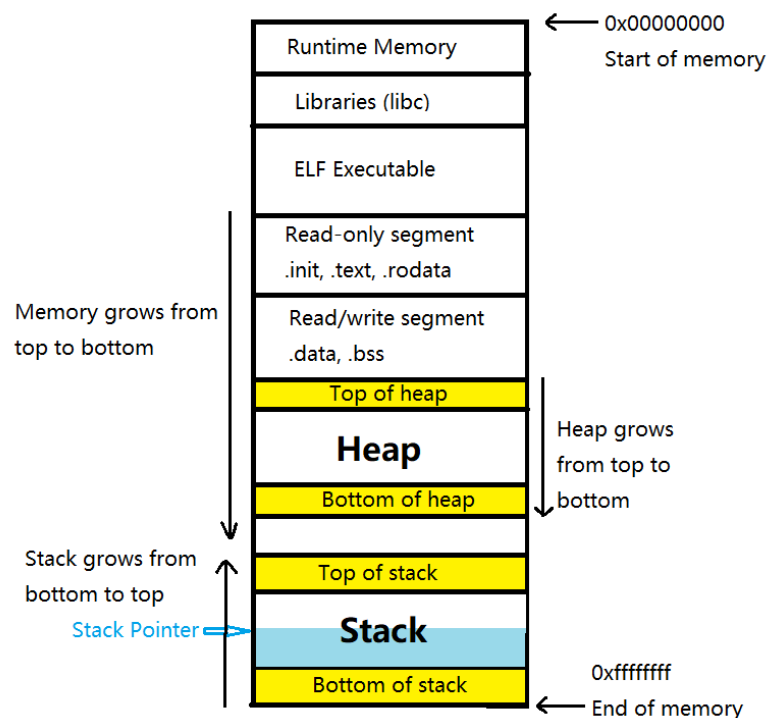 Runtime Memory
0x00000000
Start of memory
Libraries (libc)
ELF Executable
Read-only segment
.init, .text, .rodata
Memory grows from
top to bottom
Read/write segment
.data, .bss
Top of heap
Heap
Heap grows
from top to
bottom
Bottom of heap
Stack grows from
bottom to top
Top of stack
Stack Pointer
Stack
Bottom of stack
0xffffffff
End of memory